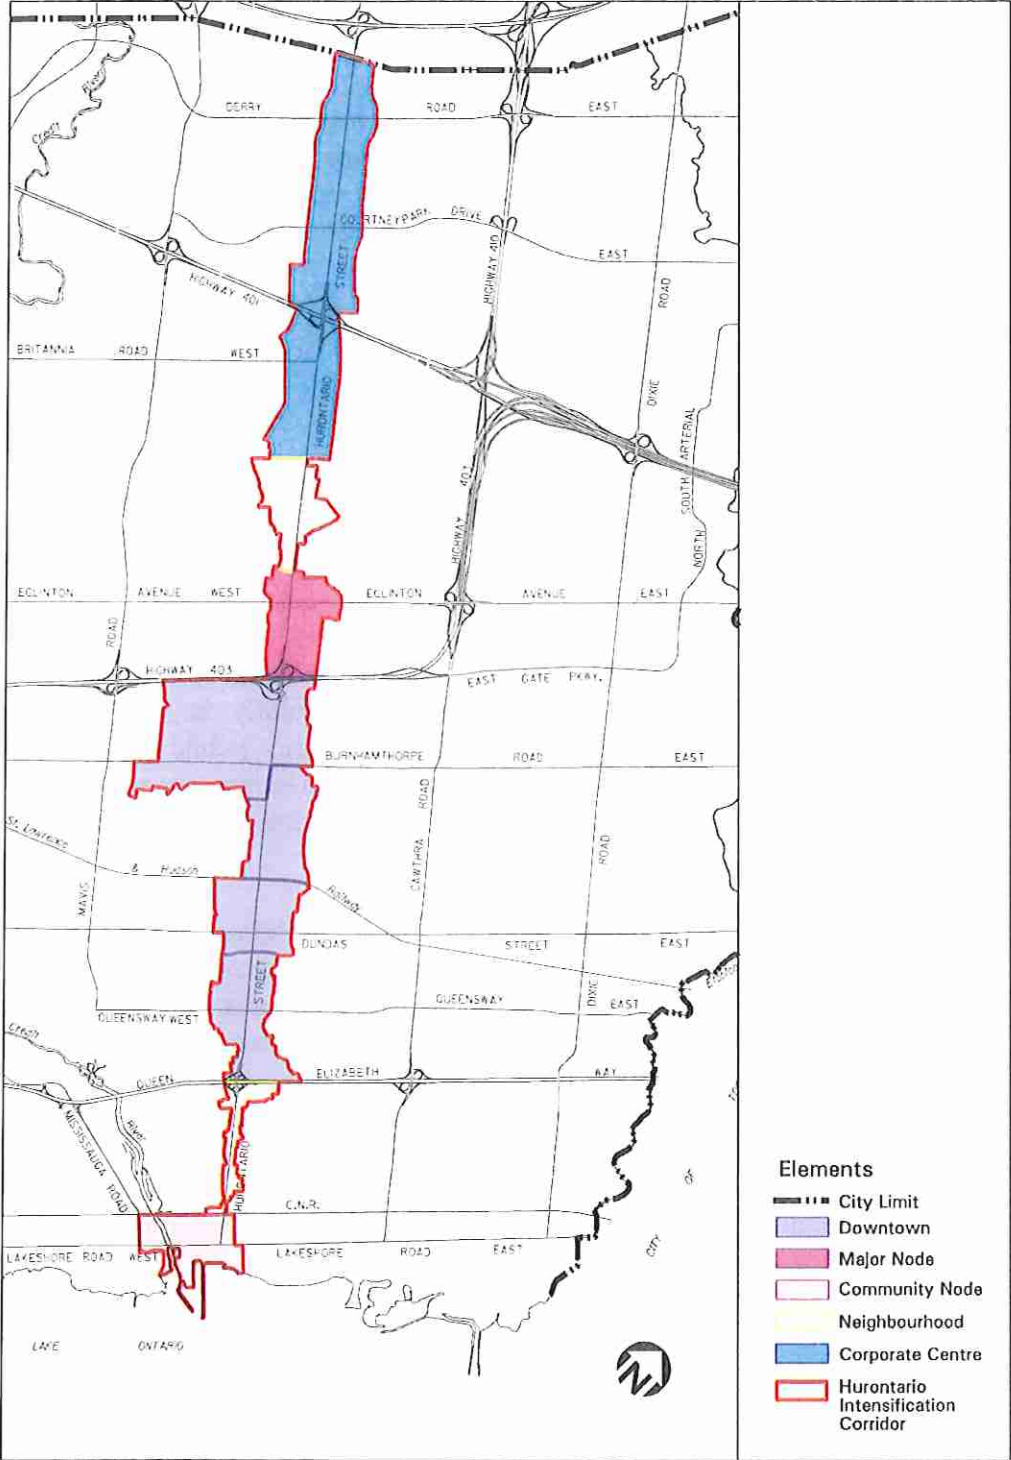 River
Credit
DERRY ROAD EAST
COURTNEYPARK DRIVE
EAST
HIGHWAY 410
STREET
HIGHWAY 401
ROAD
BRITANNIA ROAD WEST
HURONTARIO
DIXIE
SOUTH ARTERIAL
403
HIGHWAY
NORTH
EGLINTON AVENUE WEST EGLINTON AVENUE EAST
ROAD
HIGHWAY 403
EAST GATE PKWY.
BURNHAMTHORPE ROAD EAST
ROAD
St. Lawrence & Hudson Railway
CAWTHRA
ROAD
MAVIS
DUNDAS STREET EAST
STREET
DIXIE
QUEENSWAY EAST
QUEENSWAY WEST
Credit
QUEEN ELIZABETH WAY
River
MISSISSAUGA ROAD
HURONTARIO
C.N.R.
LAKESHORE ROAD WEST LAKESHORE ROAD EAST
CITY
OF
LAKE ONTARIO
N
Elements
City Limit
Downtown
Major Node
Community Node
Neighbourhood
Corporate Centre
Hurontario
Intensification
Corridor